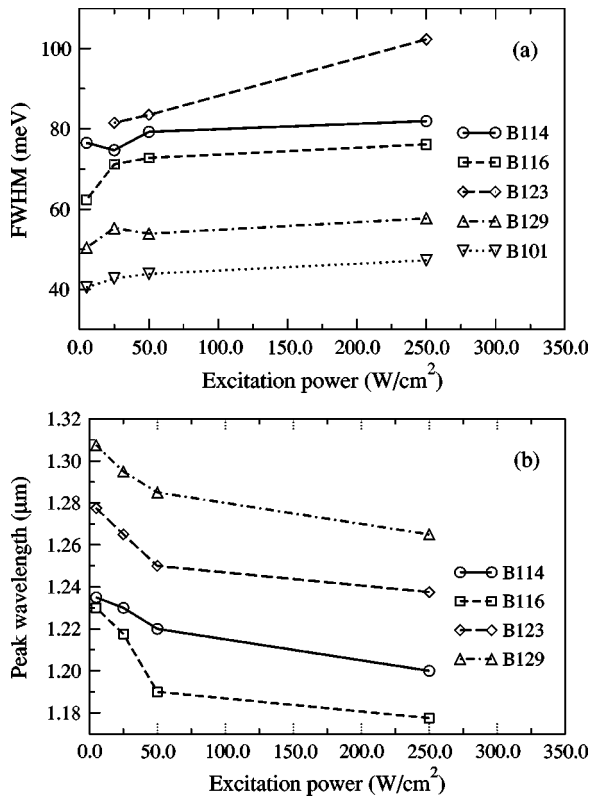 100
80
60
40
FWHM (meV)
(a)
B114
B116
B123
B129
B101
0.0 50.0 100.0 150.0 200.0 250.0 300.0 350.0
Excitation power (W/cm²)
1.32
1.30
1.28
1.26
1.24
1.22
1.20
1.18
Peak wavelength (μm)
(b)
B114
B116
B123
B129
0.0 50.0 100.0 150.0 200.0 250.0 300.0 350.0
Excitation power (W/cm²)